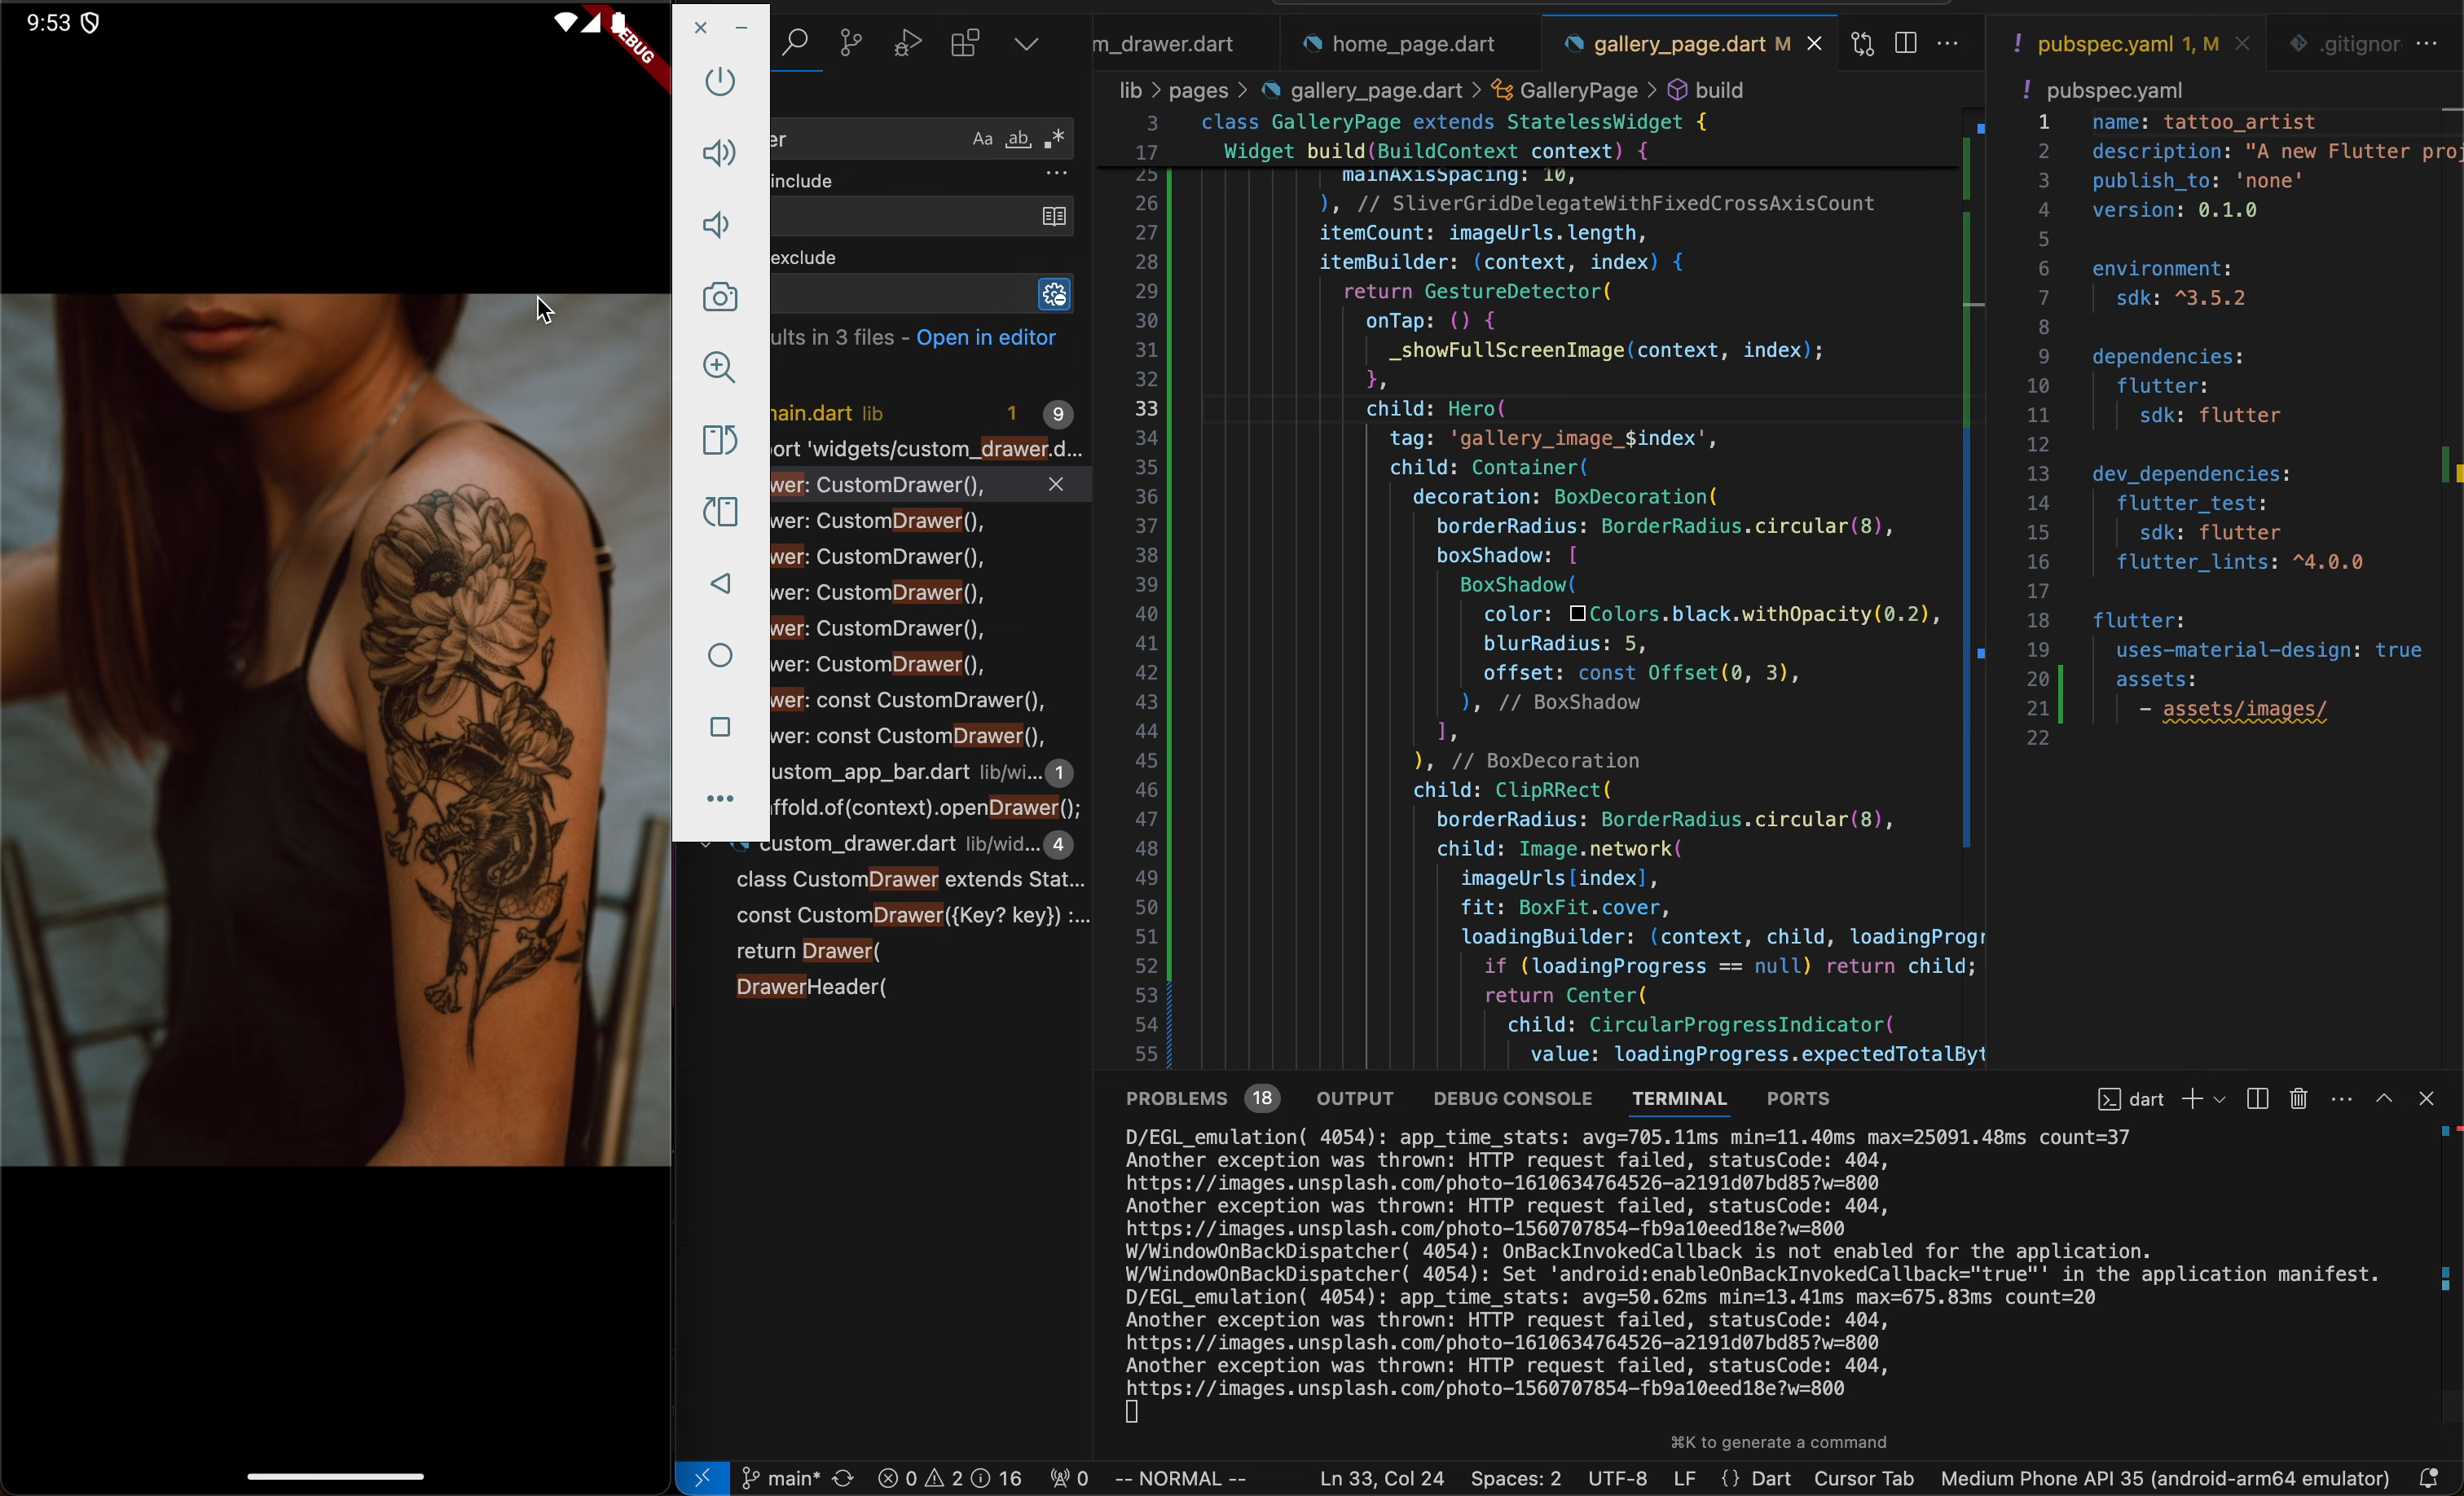 9:53
DEBUG
m_drawer.dart
home_page.dart
gallery_page.dart M
pubspec.yaml 1, M
.gitignor
lib > pages > gallery_page.dart > GalleryPage > build
pubspec.yaml
er
Aa ab .*
include
exclude
ults in 3 files - Open in editor
main.dart lib 1 9
port 'widgets/custom_drawer.d...
wer: CustomDrawer(),
wer: CustomDrawer(),
wer: CustomDrawer(),
wer: CustomDrawer(),
wer: CustomDrawer(),
wer: CustomDrawer(),
wer: const CustomDrawer(),
wer: const CustomDrawer(),
ustom_app_bar.dart lib/wi... 1
affold.of(context).openDrawer();
custom_drawer.dart lib/wid... 4
class CustomDrawer extends Stat...
const CustomDrawer({Key? key}) :...
return Drawer(
DrawerHeader(
3 class GalleryPage extends StatelessWidget {
17 Widget build(BuildContext context) {
25 mainAxisSpacing: 10,
26 ), // SliverGridDelegateWithFixedCrossAxisCount
27 itemCount: imageUrls.length,
28 itemBuilder: (context, index) {
29 return GestureDetector(
30 onTap: () {
31 _showFullScreenImage(context, index);
32 },
33 child: Hero(
34 tag: 'gallery_image_$index',
35 child: Container(
36 decoration: BoxDecoration(
37 borderRadius: BorderRadius.circular(8),
38 boxShadow: [
39 BoxShadow(
40 color: Colors.black.withOpacity(0.2),
41 blurRadius: 5,
42 offset: const Offset(0, 3),
43 ), // BoxShadow
44 ],
45 ), // BoxDecoration
46 child: ClipRRect(
47 borderRadius: BorderRadius.circular(8),
48 child: Image.network(
49 imageUrls[index],
50 fit: BoxFit.cover,
51 loadingBuilder: (context, child, loadingProgr
52 if (loadingProgress == null) return child;
53 return Center(
54 child: CircularProgressIndicator(
55 value: loadingProgress.expectedTotalByt
1 name: tattoo_artist
2 description: "A new Flutter proj
3 publish_to: 'none'
4 version: 0.1.0
5
6 environment:
7 sdk: ^3.5.2
8
9 dependencies:
10 flutter:
11 sdk: flutter
12
13 dev_dependencies:
14 flutter_test:
15 sdk: flutter
16 flutter_lints: ^4.0.0
17
18 flutter:
19 uses-material-design: true
20 assets:
21 - assets/images/
22
PROBLEMS 18 OUTPUT DEBUG CONSOLE TERMINAL PORTS
dart
D/EGL_emulation( 4054): app_time_stats: avg=705.11ms min=11.40ms max=25091.48ms count=37
Another exception was thrown: HTTP request failed, statusCode: 404,
https://images.unsplash.com/photo-1610634764526-a2191d07bd85?w=800
Another exception was thrown: HTTP request failed, statusCode: 404,
https://images.unsplash.com/photo-1560707854-fb9a10eed18e?w=800
W/WindowOnBackDispatcher( 4054): OnBackInvokedCallback is not enabled for the application.
W/WindowOnBackDispatcher( 4054): Set 'android:enableOnBackInvokedCallback="true"' in the application manifest.
D/EGL_emulation( 4054): app_time_stats: avg=50.62ms min=13.41ms max=675.83ms count=20
Another exception was thrown: HTTP request failed, statusCode: 404,
https://images.unsplash.com/photo-1610634764526-a2191d07bd85?w=800
Another exception was thrown: HTTP request failed, statusCode: 404,
https://images.unsplash.com/photo-1560707854-fb9a10eed18e?w=800
⌘K to generate a command
main* 0 2 16 0 -- NORMAL -- Ln 33, Col 24 Spaces: 2 UTF-8 LF {} Dart Cursor Tab Medium Phone API 35 (android-arm64 emulator)